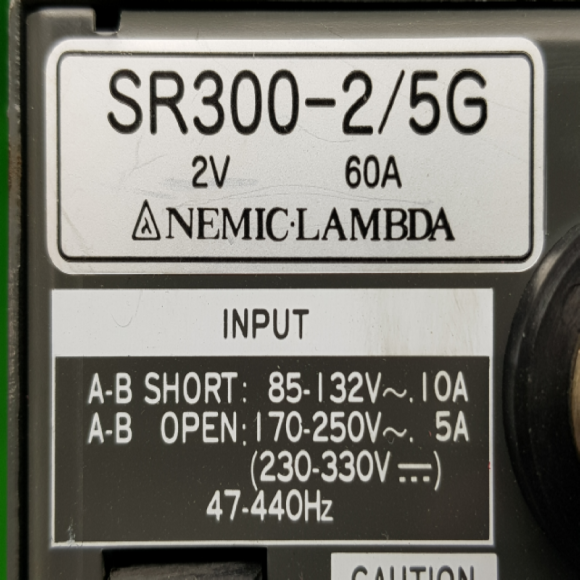 SR300-2/5G
2V 60A
NEMIC·LAMBDA
INPUT
A-B SHORT: 85-132V~. 10A
A-B OPEN: 170-250V~. 5A
(230-330V⎓)
47-440Hz
CAUTION